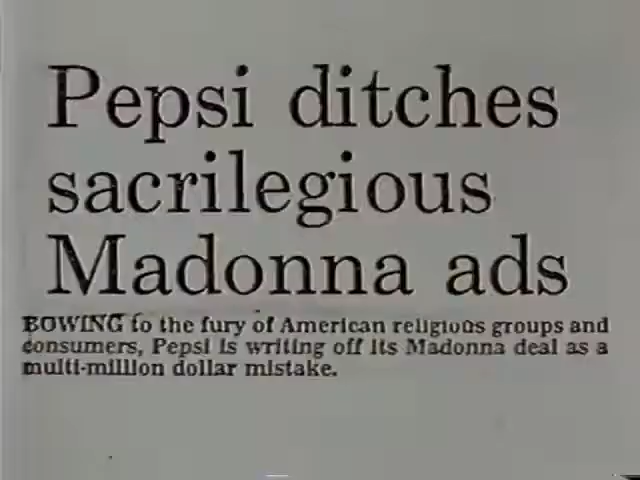 Pepsi ditches
sacrilegious
Madonna ads
BOWING to the fury of American religious groups and
consumers, Pepsi is writing off its Madonna deal as a
multi-million dollar mistake.